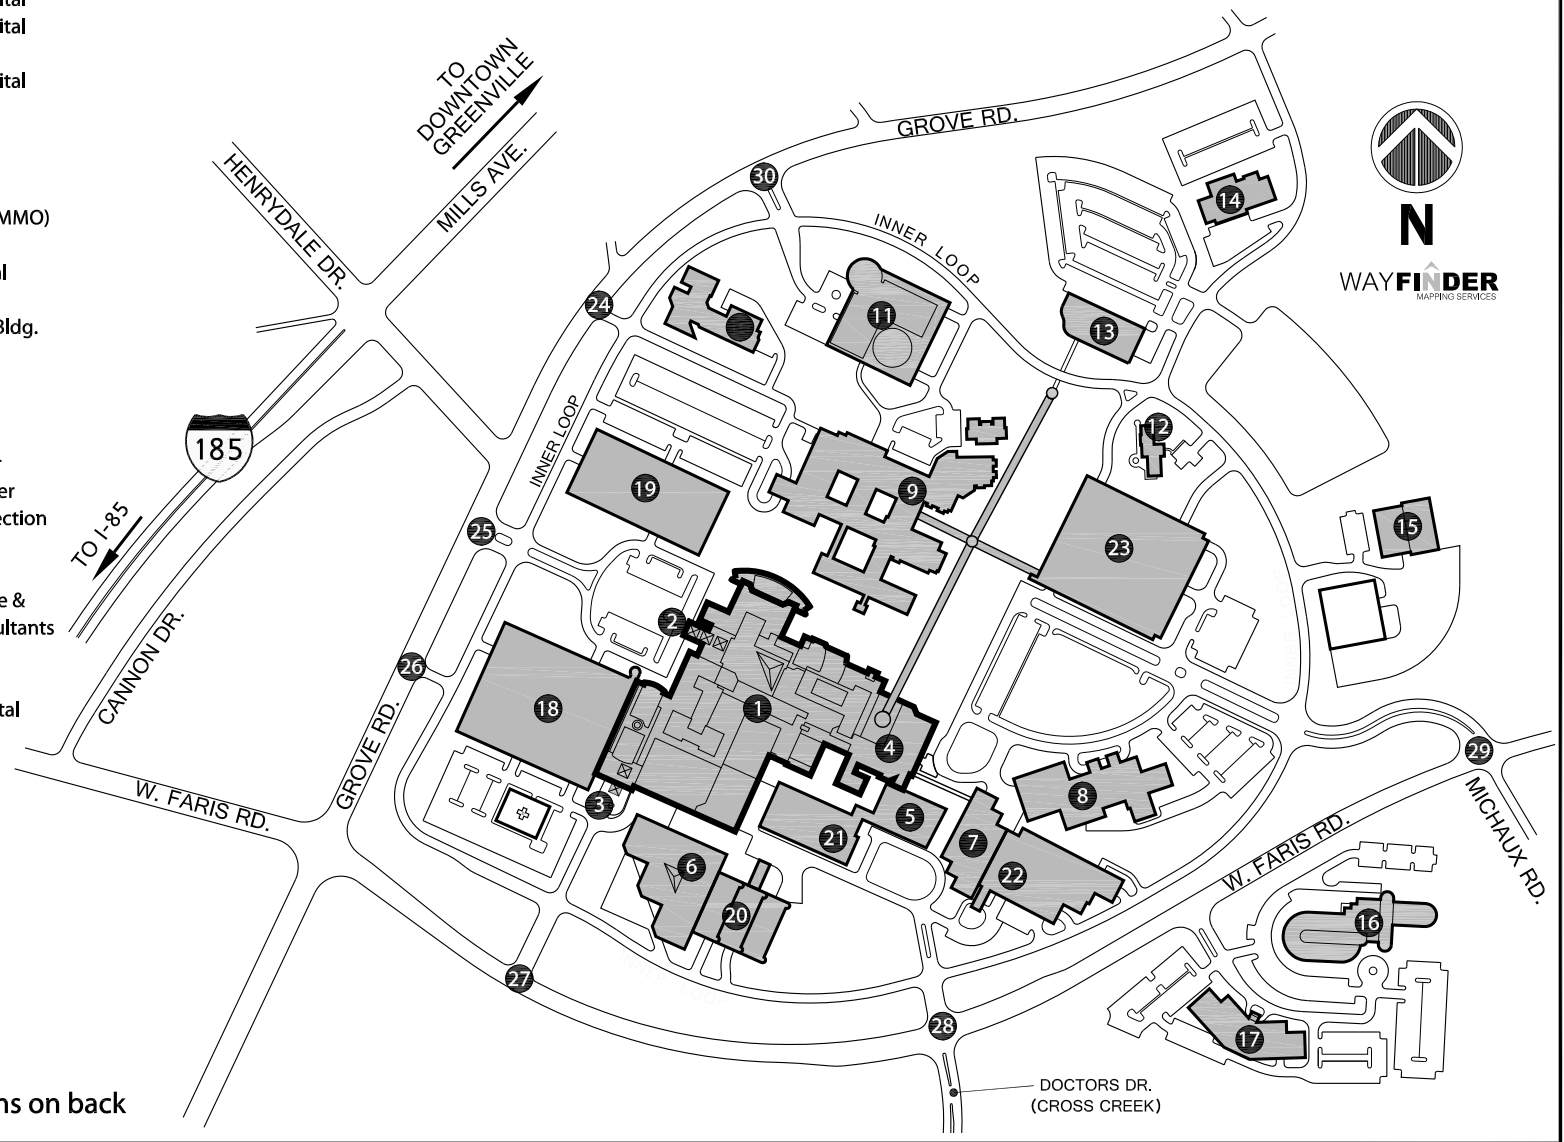 ital
ital
ital
MMO)
al
Bldg.
er
ection
e &
ultants
tal
ns on back
TO
DOWNTOWN
GREENVILLE
MILLS AVE.
HENRYDALE DR.
GROVE RD.
INNER LOOP
INNER LOOP
185
TO I-85
CANNON DR.
GROVE RD.
W. FARIS RD.
W. FARIS RD.
MICHAUX RD.
DOCTORS DR.
(CROSS CREEK)
N
WAYFINDER
MAPPING SERVICES
30
14
24
11
13
12
19
9
25
23
15
2
26
18
1
4
29
3
8
5
21
7
6
22
20
16
27
28
17